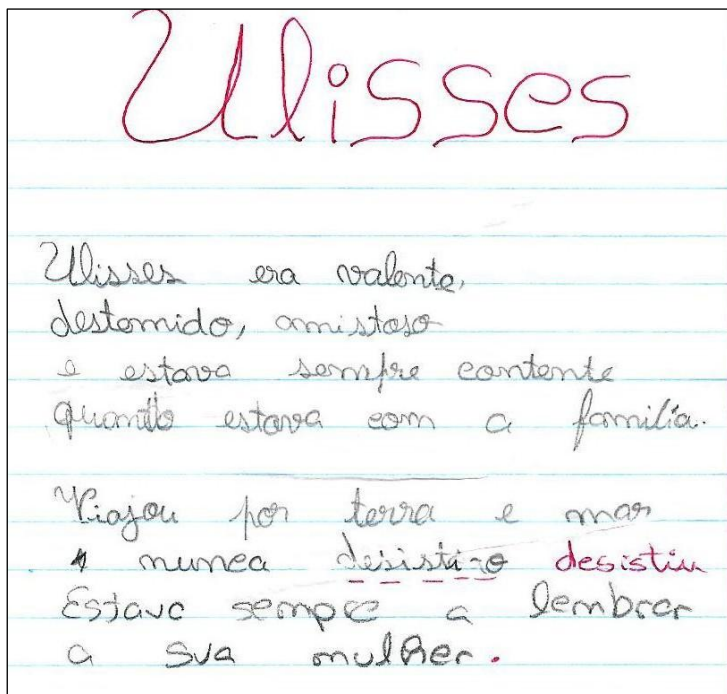 Ulisses
Ulisses era valente,
destemido, amistoso
e estava sempre contente
quando estava com a família.
Viajou por terra e mar
nunca desistio desistiu
Estava sempre a lembrar
a sua mulher.